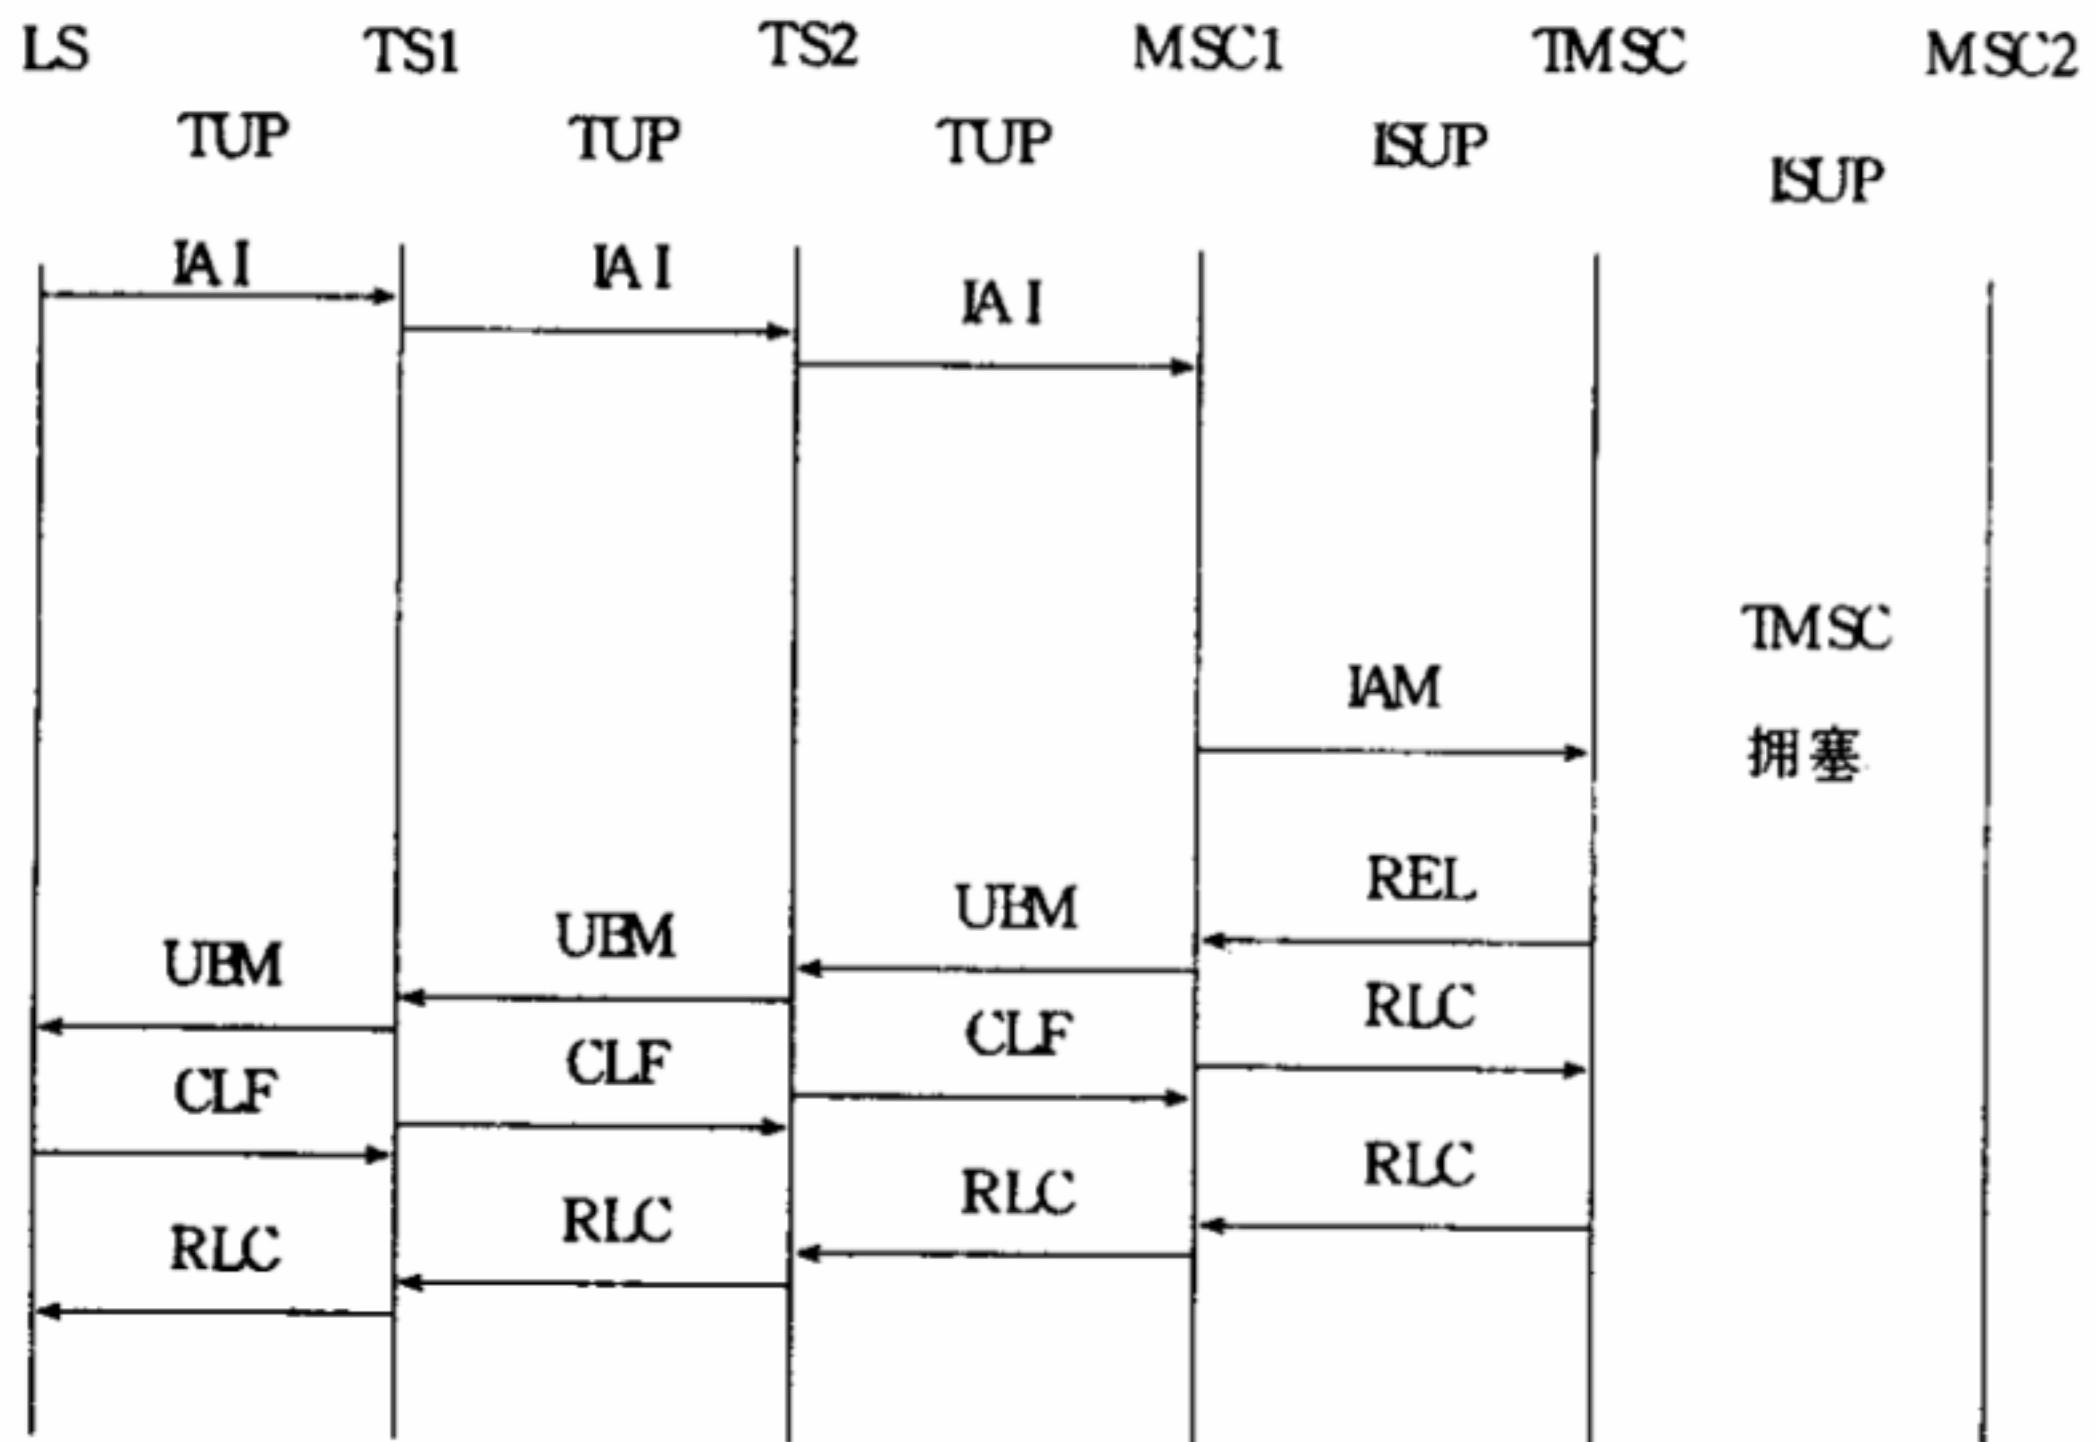 LS TS1 TS2 MSC1 TMSC MSC2
TUP TUP TUP ISUP ISUP
IAI IAI IAI
TMSC
IAM
拥塞
REL
UBM UBM UBM
RLC
CLF CLF CLF
RLC
RLC RLC RLC